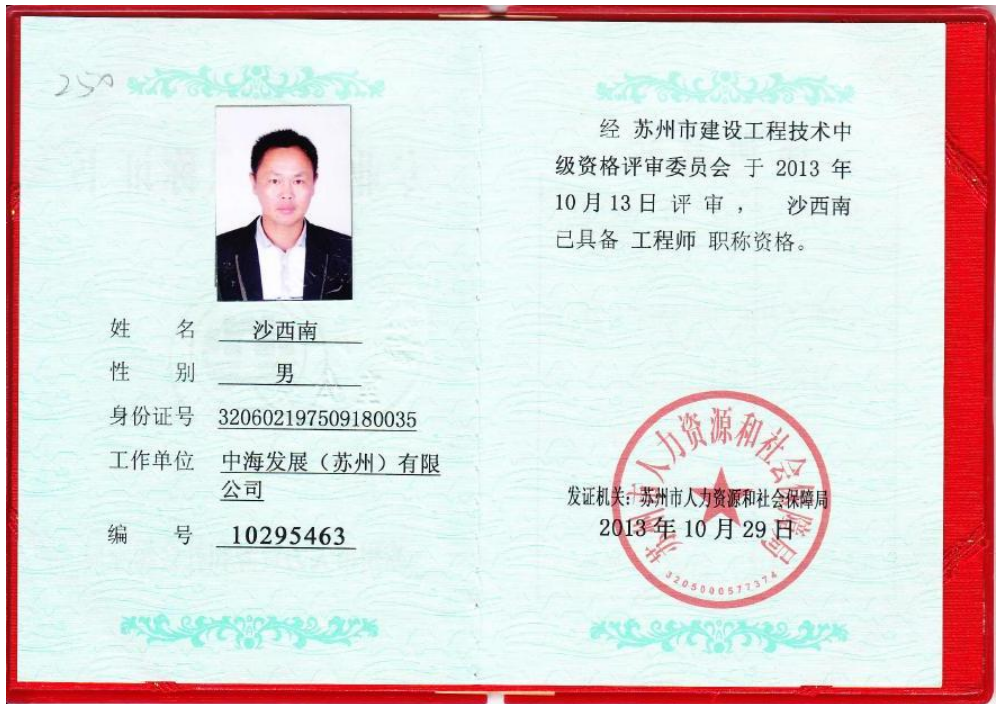 250
姓 名 沙西南
性 别 男
身份证号 320602197509180035
工作单位 中海发展（苏州）有限
公司
编 号 10295463
经 苏州市建设工程技术中
级资格评审委员会 于 2013 年
10月13日 评 审 ， 沙西南
已具备 工程师 职称资格。
苏州市人力资源和社会保障局
发证机关：苏州市人力资源和社会保障局
2013 年 10 月 29 日
3205000577374